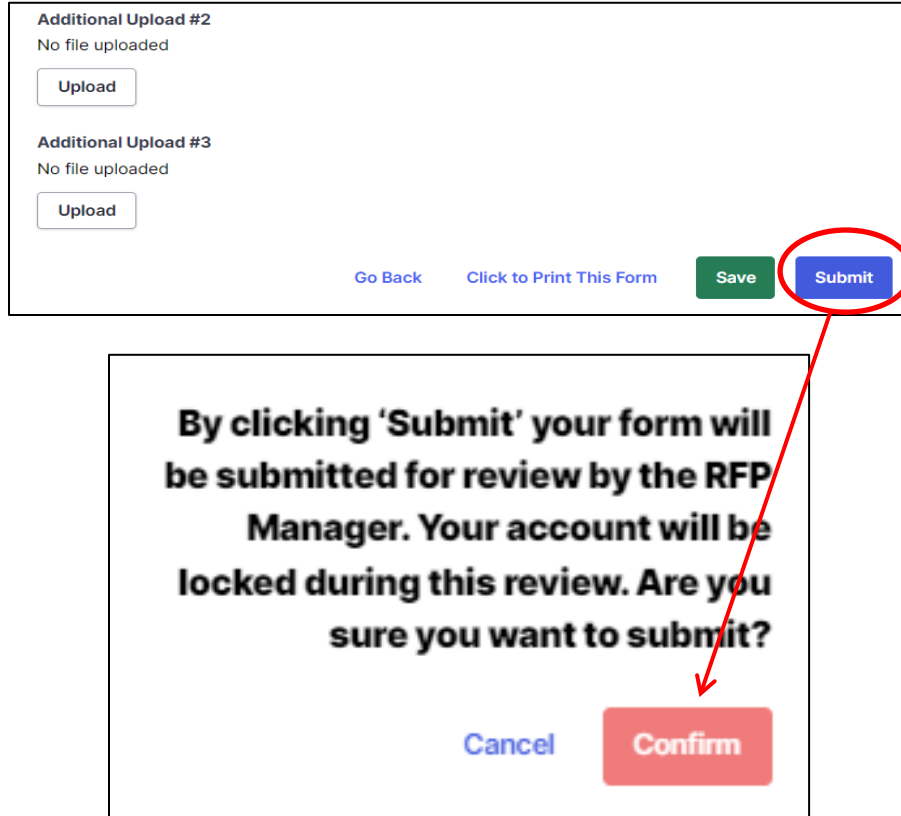 Additional Upload #2
No file uploaded
Upload
Additional Upload #3
No file uploaded
Upload
Go Back Click to Print This Form Save Submit
By clicking ‘Submit’ your form will
be submitted for review by the RFP
Manager. Your account will be
locked during this review. Are you
sure you want to submit?
Cancel Confirm